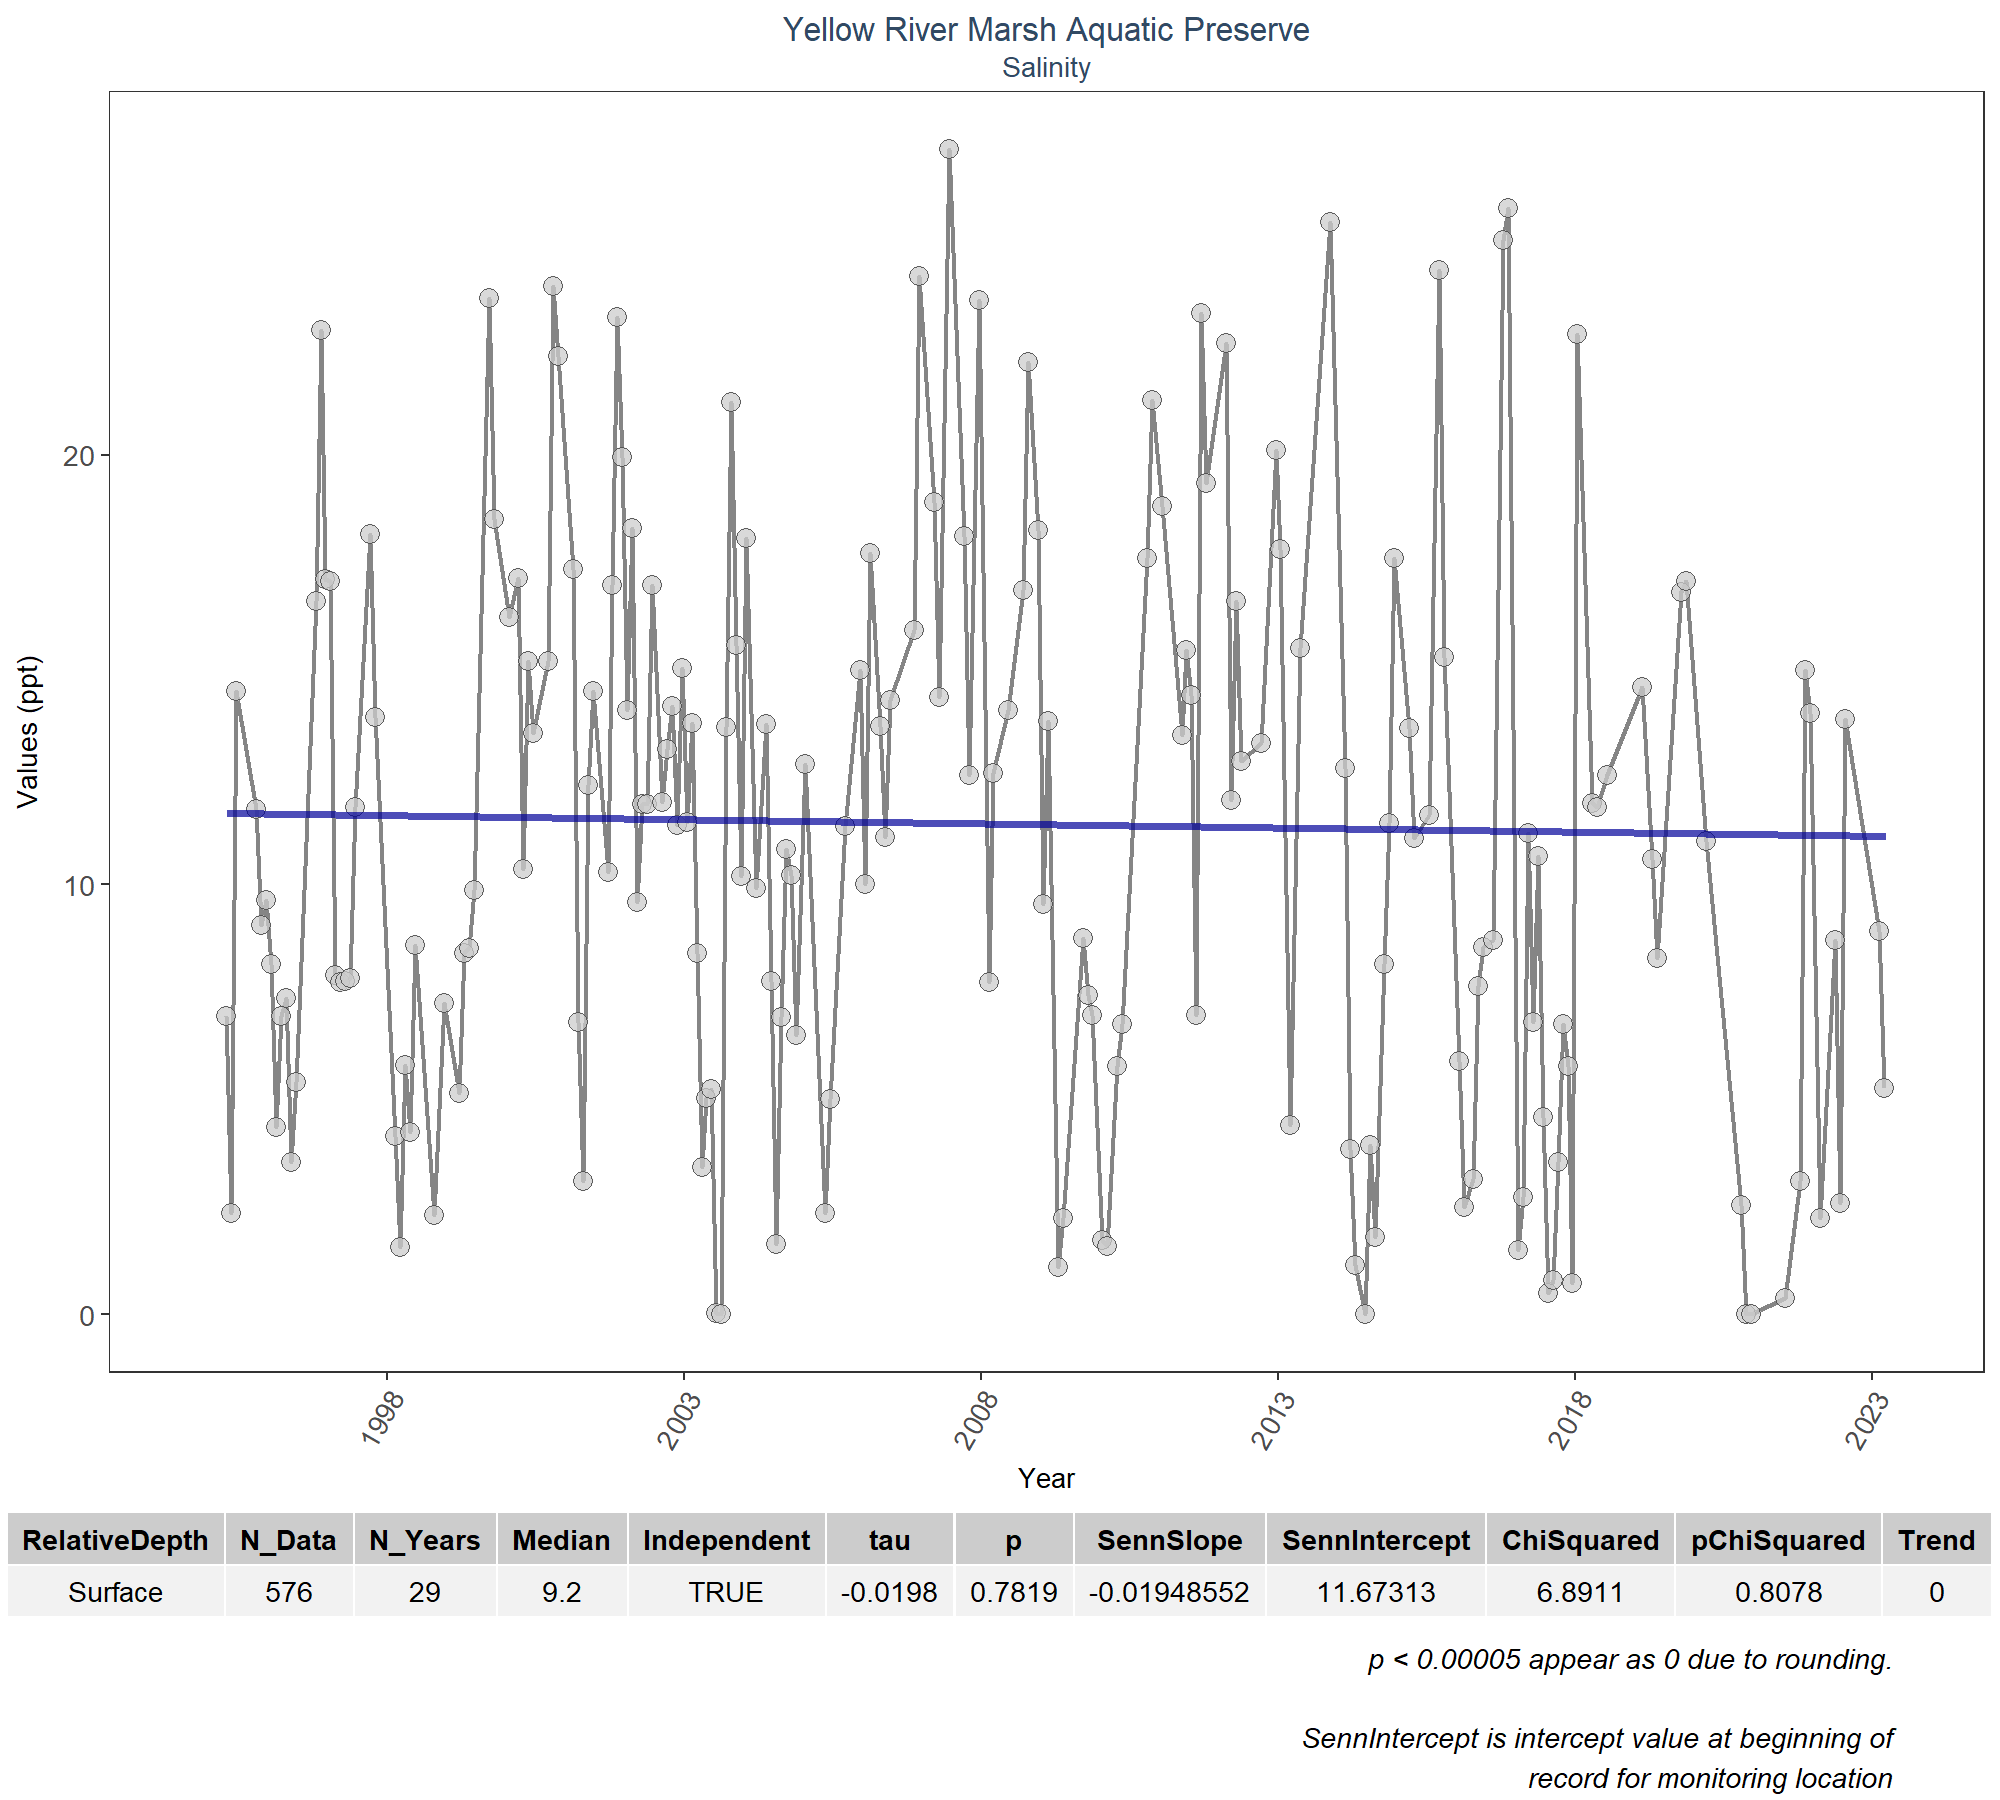 Yellow River Marsh Aquatic Preserve
Salinity
Values (ppt)
20
10
0
1998 2003 2008 2013 2018 2023
Year
RelativeDepth N_Data N_Years Median Independent tau p SennSlope SennIntercept ChiSquared pChiSquared Trend
Surface 576 29 9.2 TRUE -0.0198 0.7819 -0.01948552 11.67313 6.8911 0.8078 0
p < 0.00005 appear as 0 due to rounding.
SennIntercept is intercept value at beginning of
record for monitoring location